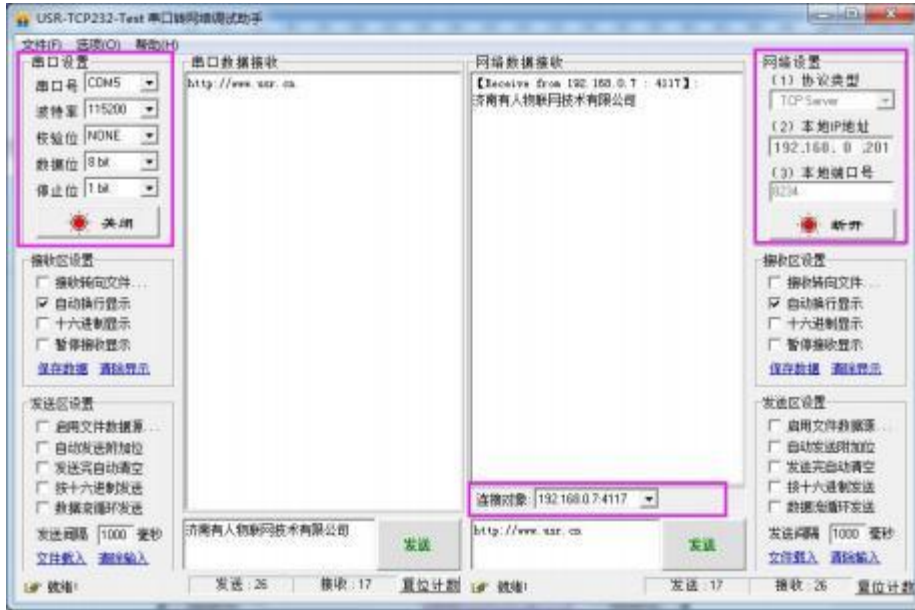 USR-TCP232-Test 串口转网络调试助手
文件(F) 选项(O) 帮助(H)
串口设置
串口号 COM5
波特率 115200
校验位 NONE
数据位 8 bit
停止位 1 bit
关闭
接收区设置
接收转向文件...
自动换行显示
十六进制显示
暂停接收显示
保存数据 清除显示
发送区设置
启用文件数据源...
自动发送附加位
发送完自动清空
按十六进制发送
数据流循环发送
发送间隔 1000 毫秒
文件载入 清除输入
就绪!
串口数据接收
http://www.usr.cn
济南有人物联网技术有限公司
发送
发送:26 接收:17 复位计数
网络数据接收
【Receive from 192.168.0.7 : 4117】:
济南有人物联网技术有限公司
连接对象: 192.168.0.7:4117
http://www.usr.cn
发送
就绪! 发送:17 接收:26 复位计数
网络设置
(1) 协议类型
TCP Server
(2) 本地IP地址
192.168. 0 .201
(3) 本地端口号
8234
断开
接收区设置
接收转向文件...
自动换行显示
十六进制显示
暂停接收显示
保存数据 清除显示
发送区设置
启用文件数据源...
自动发送附加位
发送完自动清空
按十六进制发送
数据流循环发送
发送间隔 1000 毫秒
文件载入 清除输入